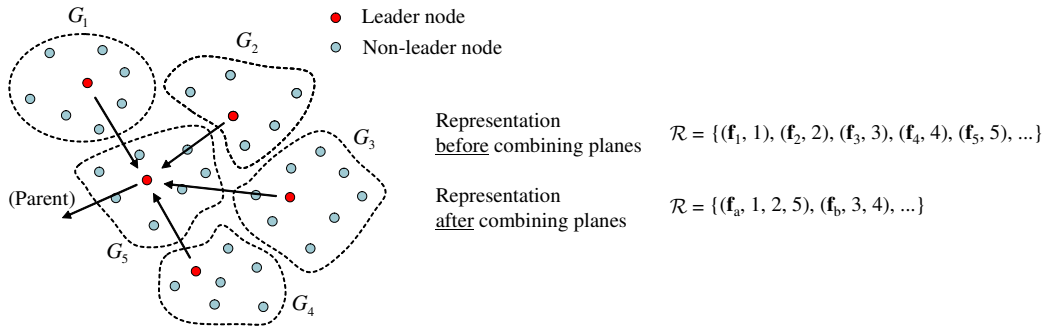 G₁
Leader node
G₂
Non-leader node
Representation
before combining planes
ℛ = {(f₁, 1), (f₂, 2), (f₃, 3), (f₄, 4), (f₅, 5), ...}
G₃
(Parent)
Representation
after combining planes
ℛ = {(fₐ, 1, 2, 5), (f_b, 3, 4), ...}
G₅
G₄